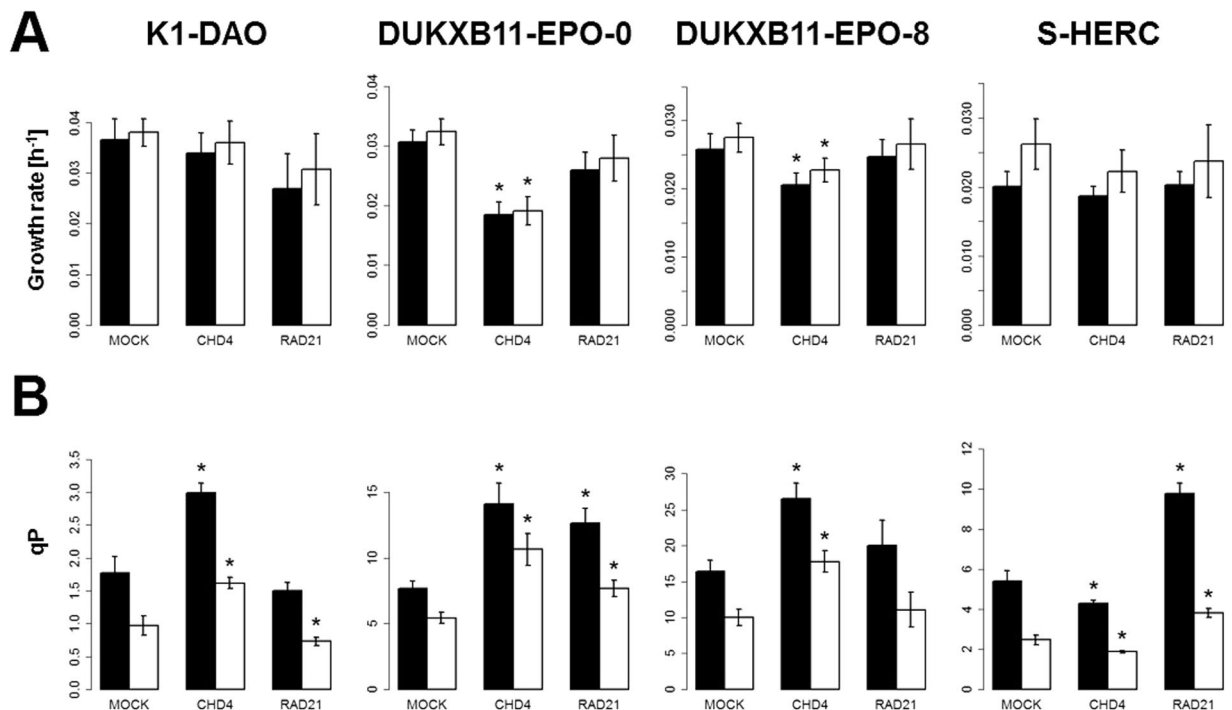 A
K1-DAO DUKXB11-EPO-0 DUKXB11-EPO-8 S-HERC
Growth rate [h⁻¹]
0.04
0.03
0.02
0.01
0.00
MOCK CHD4 RAD21
0.04
0.03
0.02
0.01
0.00
* *
MOCK CHD4 RAD21
0.030
0.020
0.010
0.000
* *
MOCK CHD4 RAD21
0.030
0.020
0.010
0.000
MOCK CHD4 RAD21
B
qP
3.5
3.0
2.5
2.0
1.5
1.0
0.5
0.0
* * *
MOCK CHD4 RAD21
15
10
5
0
* * * *
MOCK CHD4 RAD21
30
25
20
15
10
5
0
* *
MOCK CHD4 RAD21
12
10
8
6
4
2
0
* * * *
MOCK CHD4 RAD21